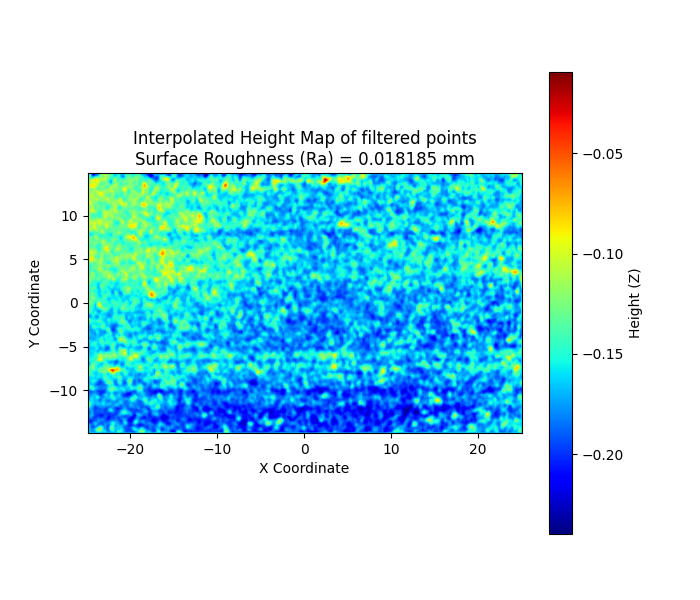 Interpolated Height Map of filtered points
Surface Roughness (Ra) = 0.018185 mm
Y Coordinate
10
5
0
−5
−10
−20
−10
0
10
20
X Coordinate
−0.05
−0.10
−0.15
−0.20
Height (Z)